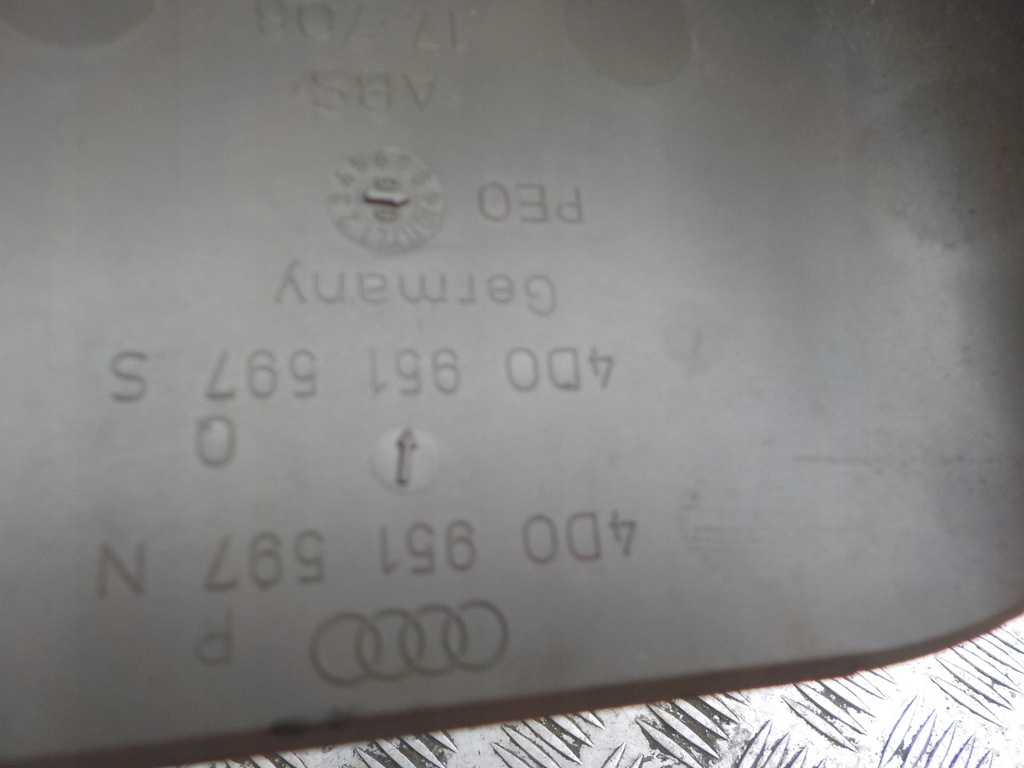 P
4D0 951 597 N
Q
4D0 951 597 S
Germany
PEO
ABS